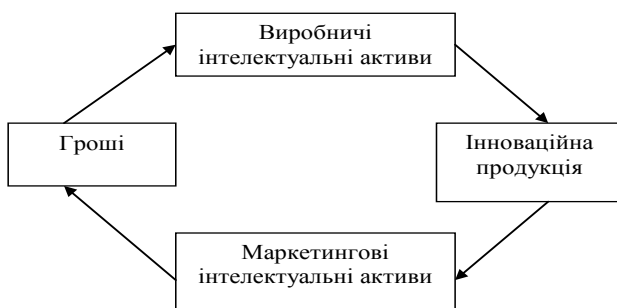 Виробничі
інтелектуальні активи
Гроші
Інноваційна
продукція
Маркетингові
інтелектуальні активи